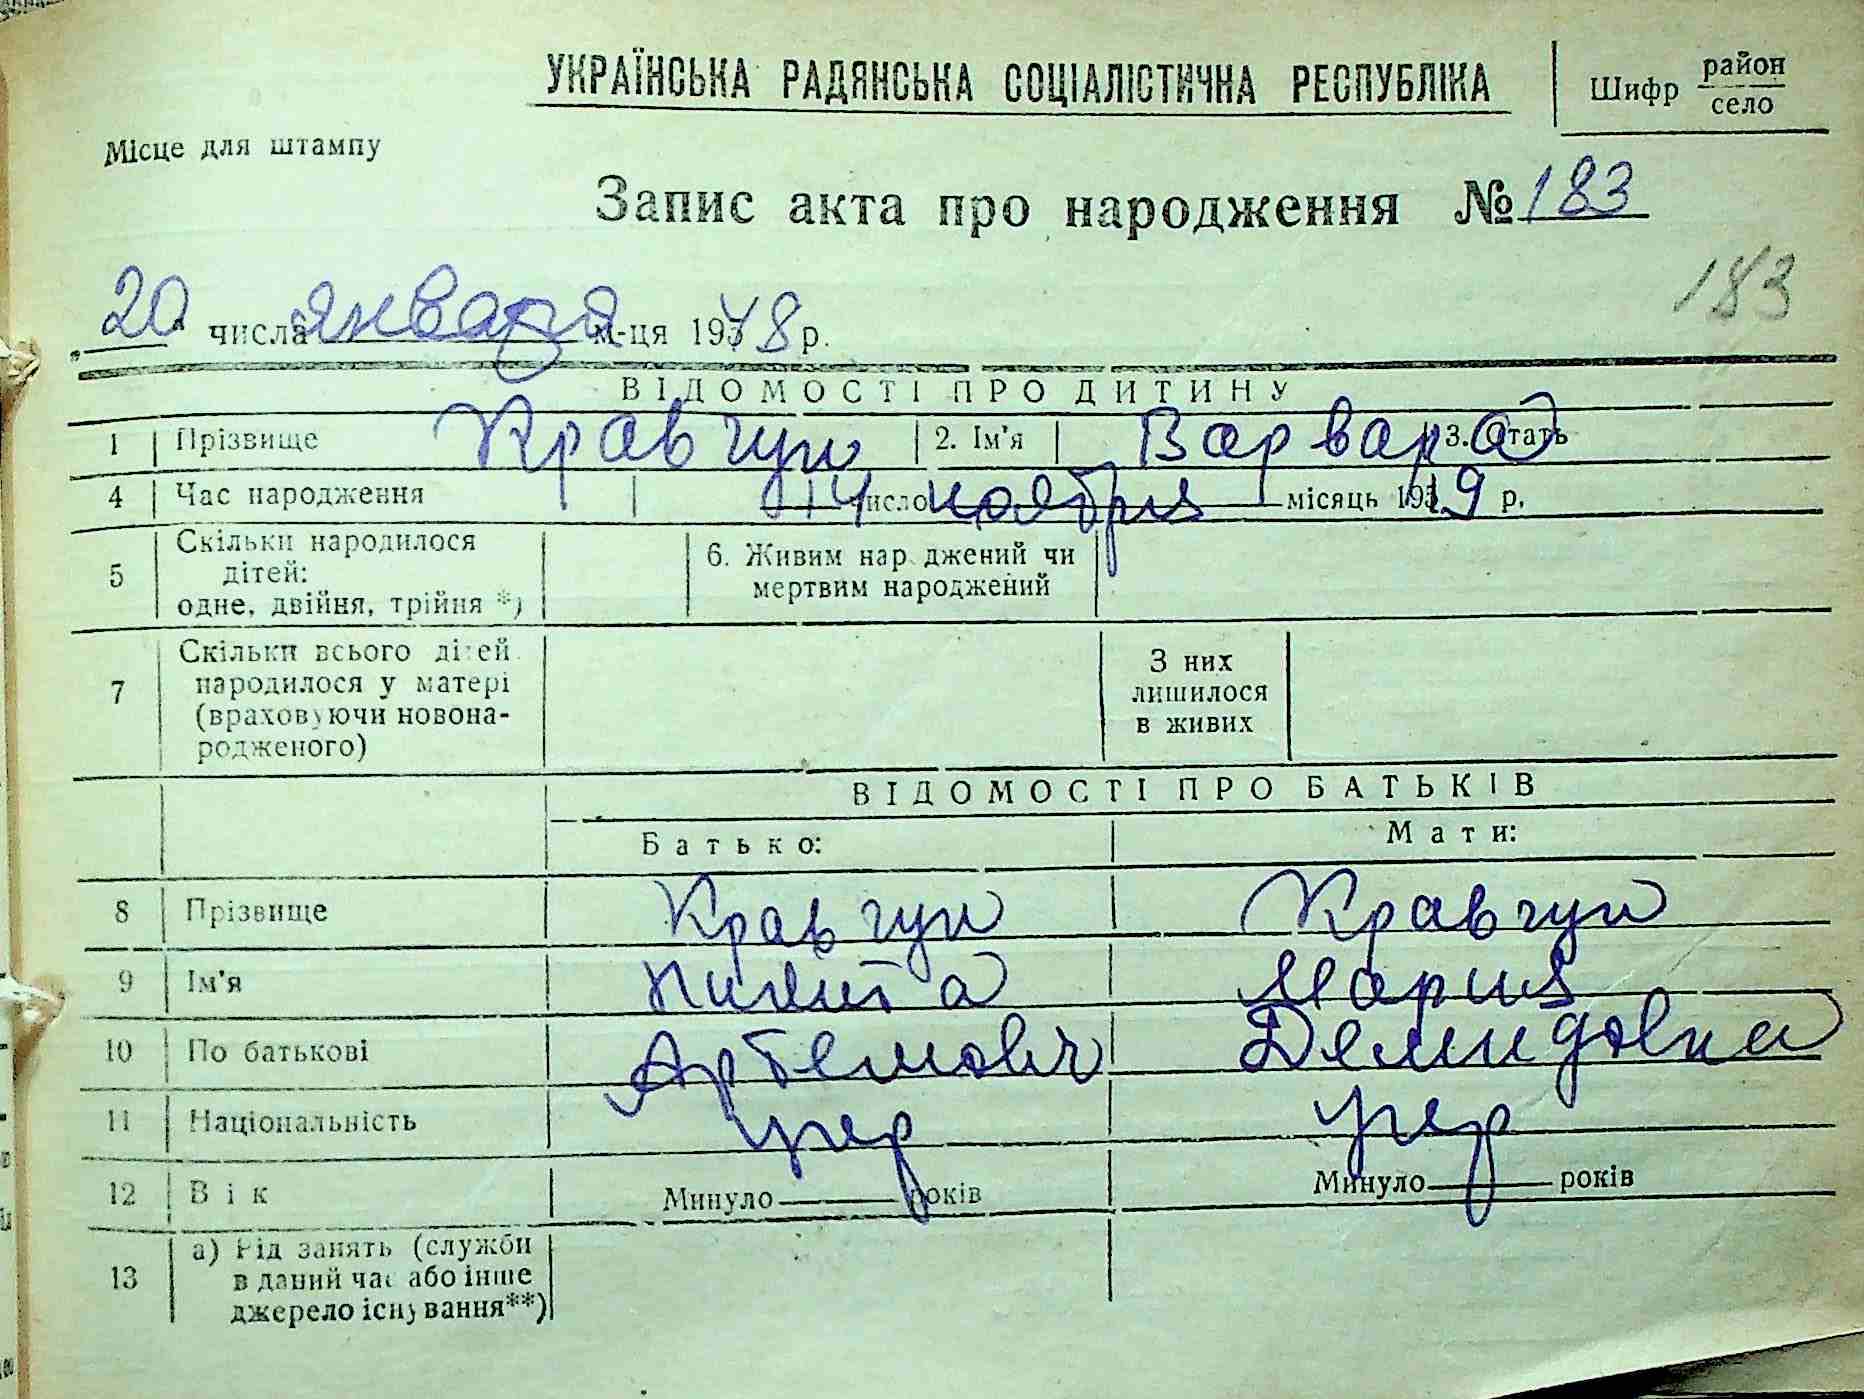 УКРАЇНСЬКА РАДЯНСЬКА СОЦІАЛІСТИЧНА РЕСПУБЛІКА
Шифр район село
Місце для штампу
Запис акта про народження № 183
183
20 числа января м-ця 1948 р.
ВІДОМОСТІ ПРО ДИТИНУ
1 Прізвище Кравчук 2. Ім'я Варвара 3. Стать
4 Час народження 14 число ноября місяць 1919 р.
5 Скільки народилося дітей: одне, двійня, трійня *) 6. Живим народжений чи мертвим народжений
7 Скільки всього дітей народилося у матері (враховуючи новонародженого) З них лишилося в живих
ВІДОМОСТІ ПРО БАТЬКІВ
Батько: Мати:
8 Прізвище Кравчук Кравчук
9 Ім'я Никита Мария
10 По батькові Артемович Демидовна
11 Національність укр укр
12 Вік Минуло років Минуло років
13 а) Рід занять (служби в даний час або інше джерело існування**)